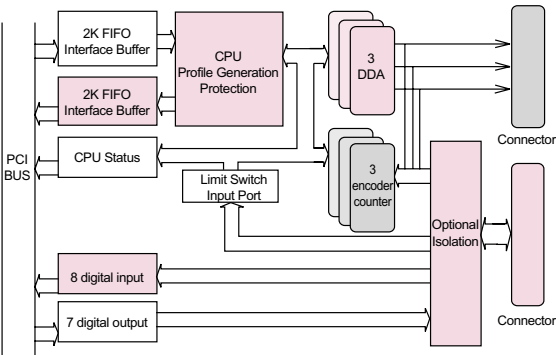 2K FIFO
Interface Buffer
CPU
Profile Generation
Protection
3
DDA
2K FIFO
Interface Buffer
Connector
PCI
BUS
CPU Status
Limit Switch
Input Port
3
encoder
counter
Optional
Isolation
8 digital input
7 digital output
Connector